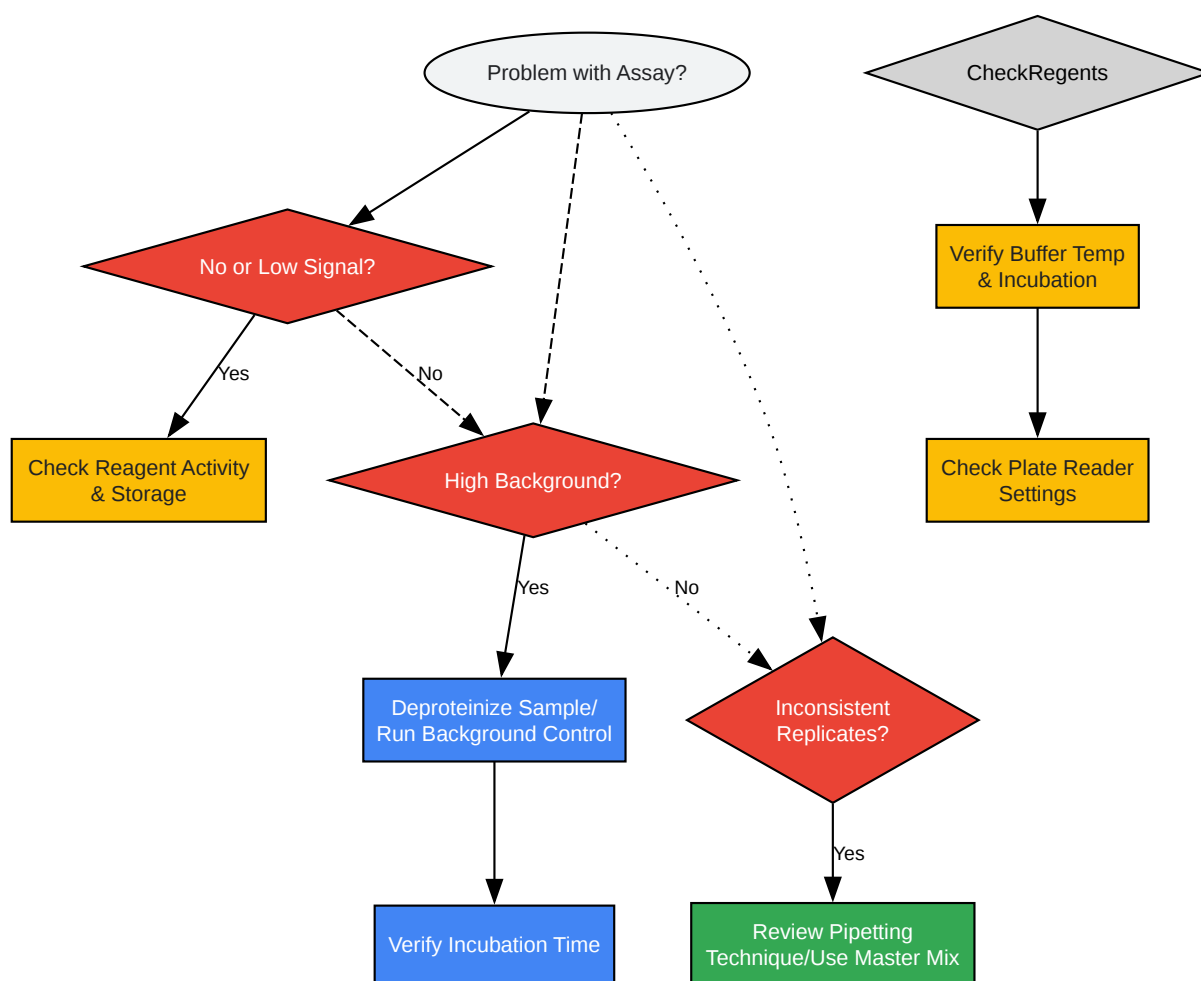 Problem with Assay?
CheckRegents
No or Low Signal?
Verify Buffer Temp
& Incubation
Yes
No
Check Reagent Activity
& Storage
High Background?
Check Plate Reader
Settings
Yes
No
Deproteinize Sample/
Run Background Control
Inconsistent
Replicates?
Yes
Verify Incubation Time
Review Pipetting
Technique/Use Master Mix